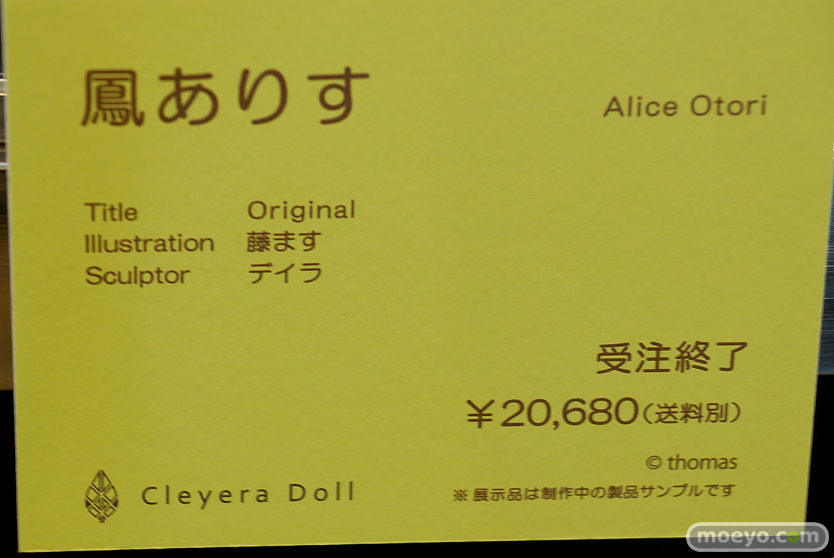 鳳ありす
Alice Otori
Title Original
Illustration 藤ます
Sculptor デイラ
受注終了
￥20,680(送料別)
© thomas
Cleyera Doll
※ 展示品は制作中の製品サンプルです
moeyo.com